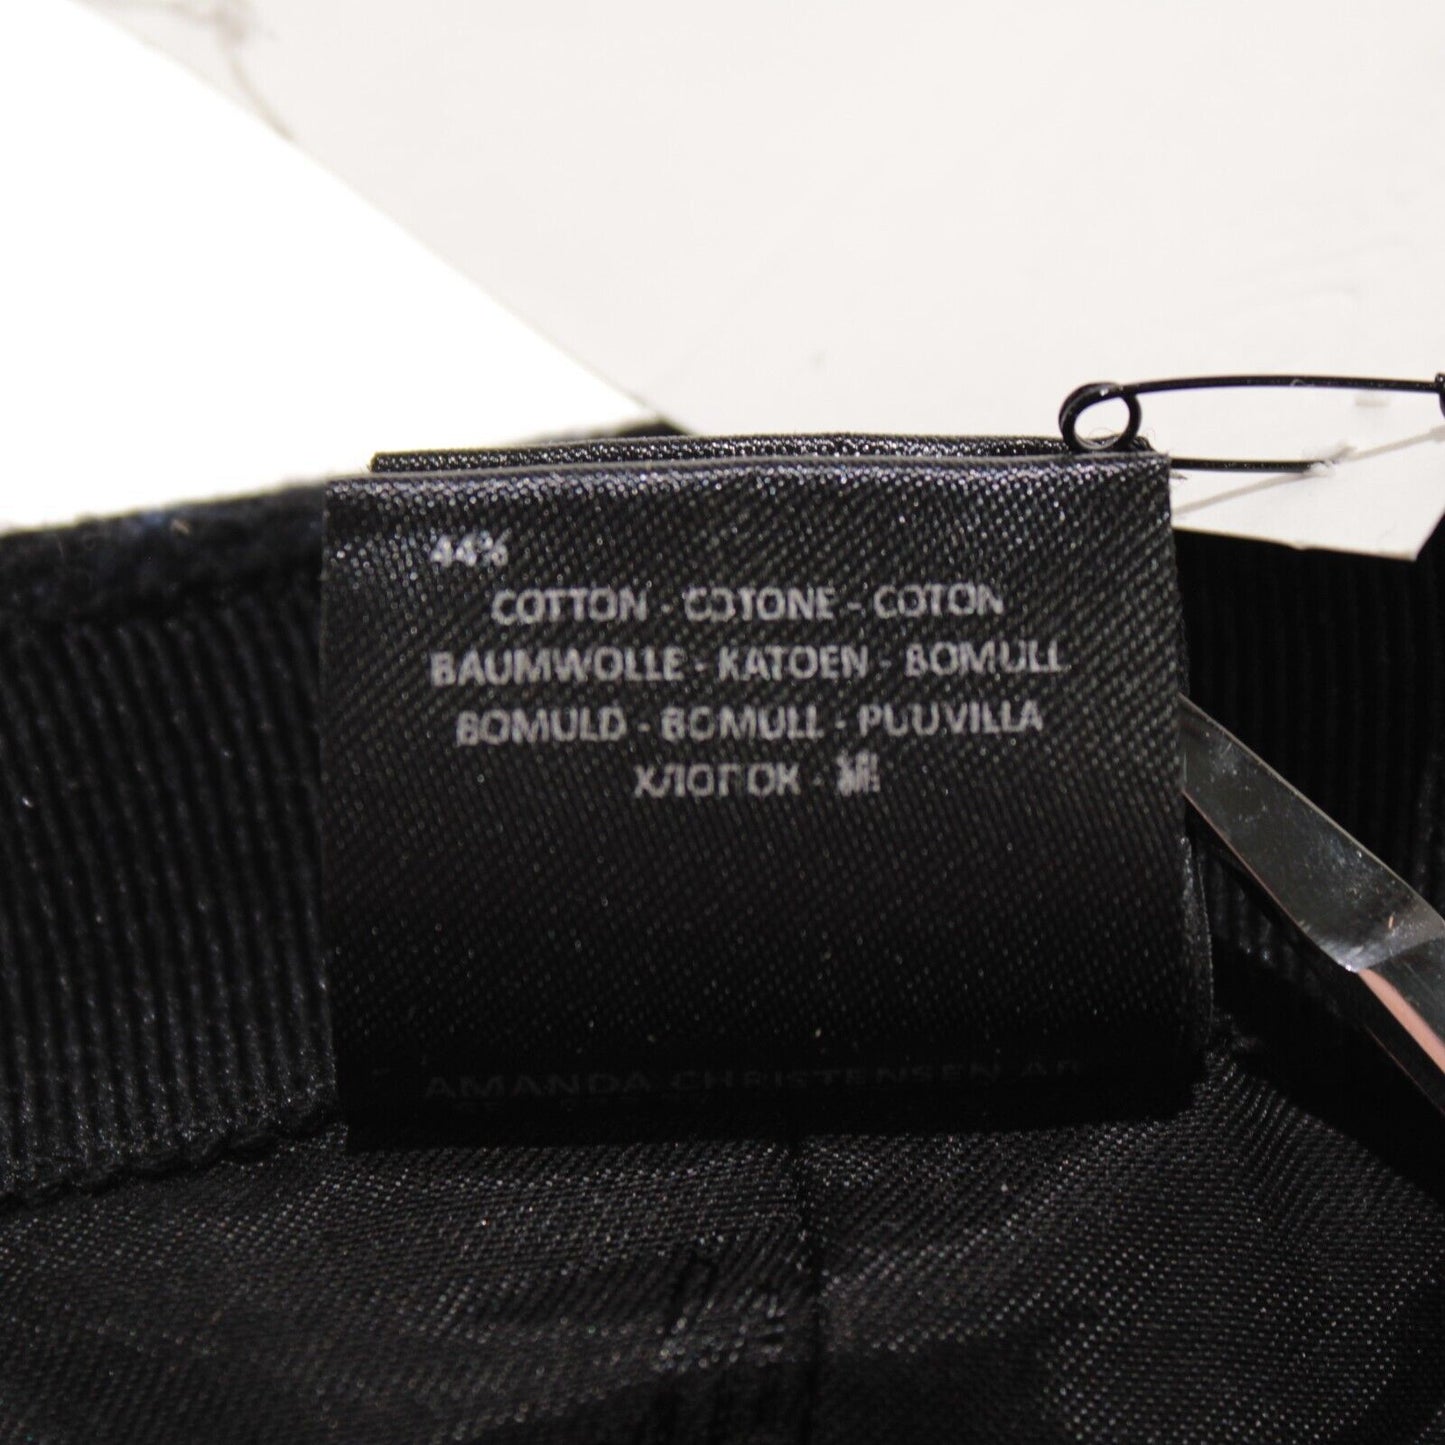 44%
COTTON - COTONE - COTON
BAUMWOLLE - KATOEN - BOMULL
BOMULD - BOMULL - PUUVILLA
ХЛОПОК - 棉
AMANDA CHRISTENSEN AB